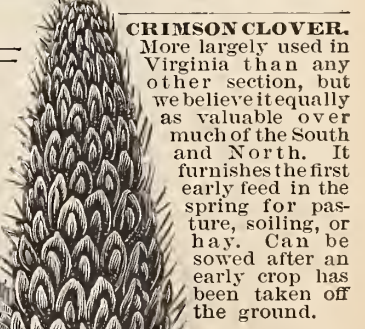 CRIMSON CLOVER.
More largely used in
Virginia than any
other section, but
we believe it equally
as valuable over
much of the South
and North. It
furnishes the first
early feed in the
spring for pas-
ture, soiling, or
hay. Can be
sowed after an
early crop has
been taken off
the ground.